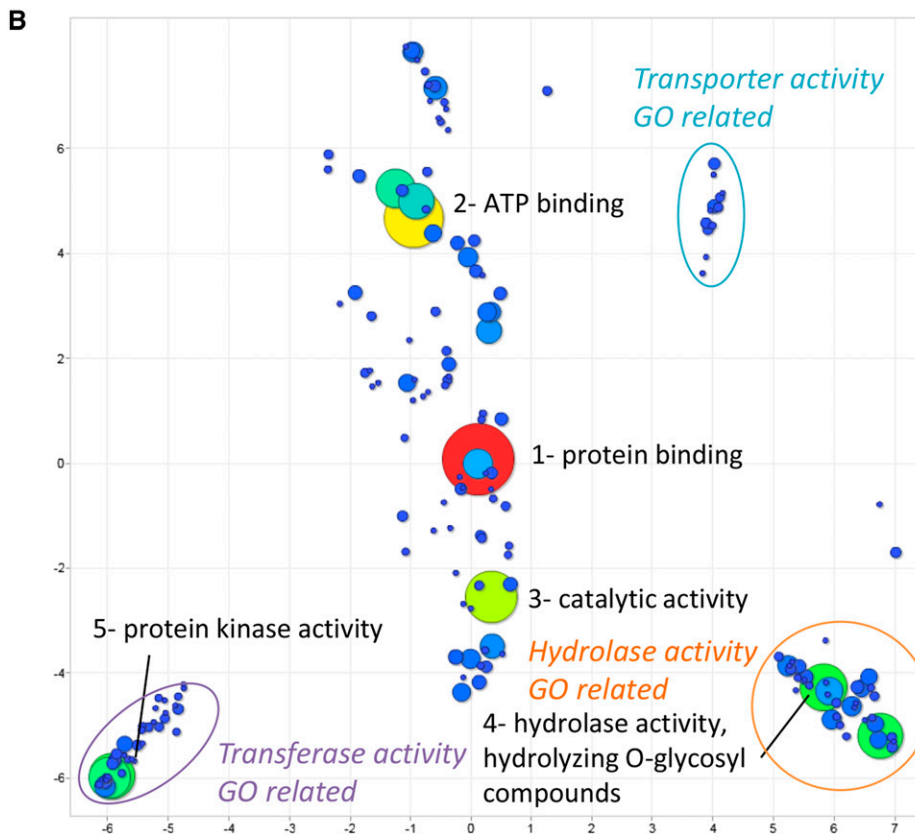 B
Transporter activity
GO related
2- ATP binding
1- protein binding
3- catalytic activity
5- protein kinase activity
Hydrolase activity
GO related
4- hydrolase activity,
hydrolyzing O-glycosyl
compounds
Transferase activity
GO related
6
4
2
0
-2
-4
-6
-6
-5
-4
-3
-2
-1
0
1
2
3
4
5
6
7